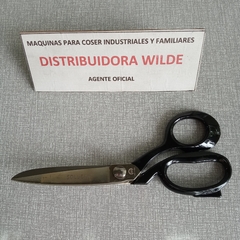 MAQUINAS PARA COSER INDUSTRIALES Y FAMILIARES
DISTRIBUIDORA WILDE
AGENTE OFICIAL